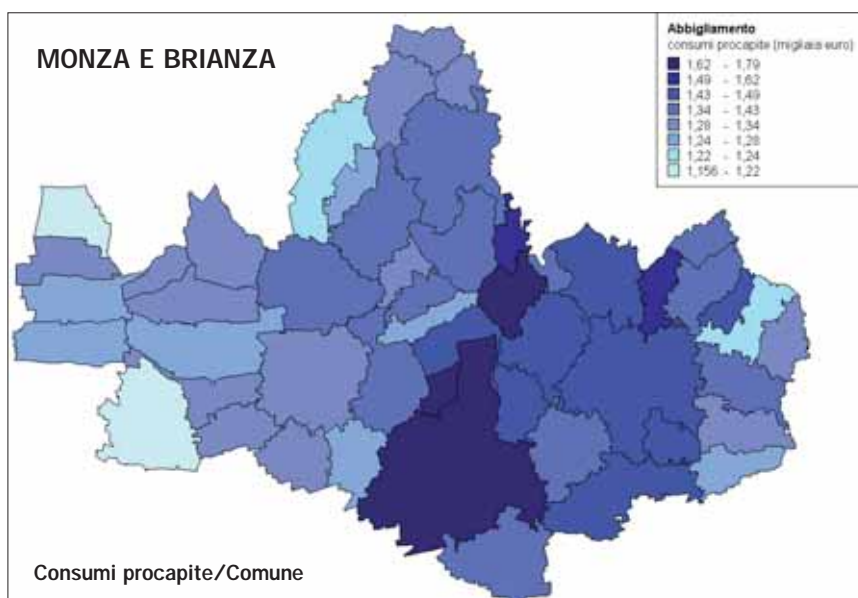 MONZA E BRIANZA
Abbigliamento
consumi procapite (migliaia euro)
1,62 - 1,79
1,49 - 1,62
1,43 - 1,49
1,34 - 1,43
1,28 - 1,34
1,24 - 1,28
1,22 - 1,24
1,156 - 1,22
Consumi procapite/Comune